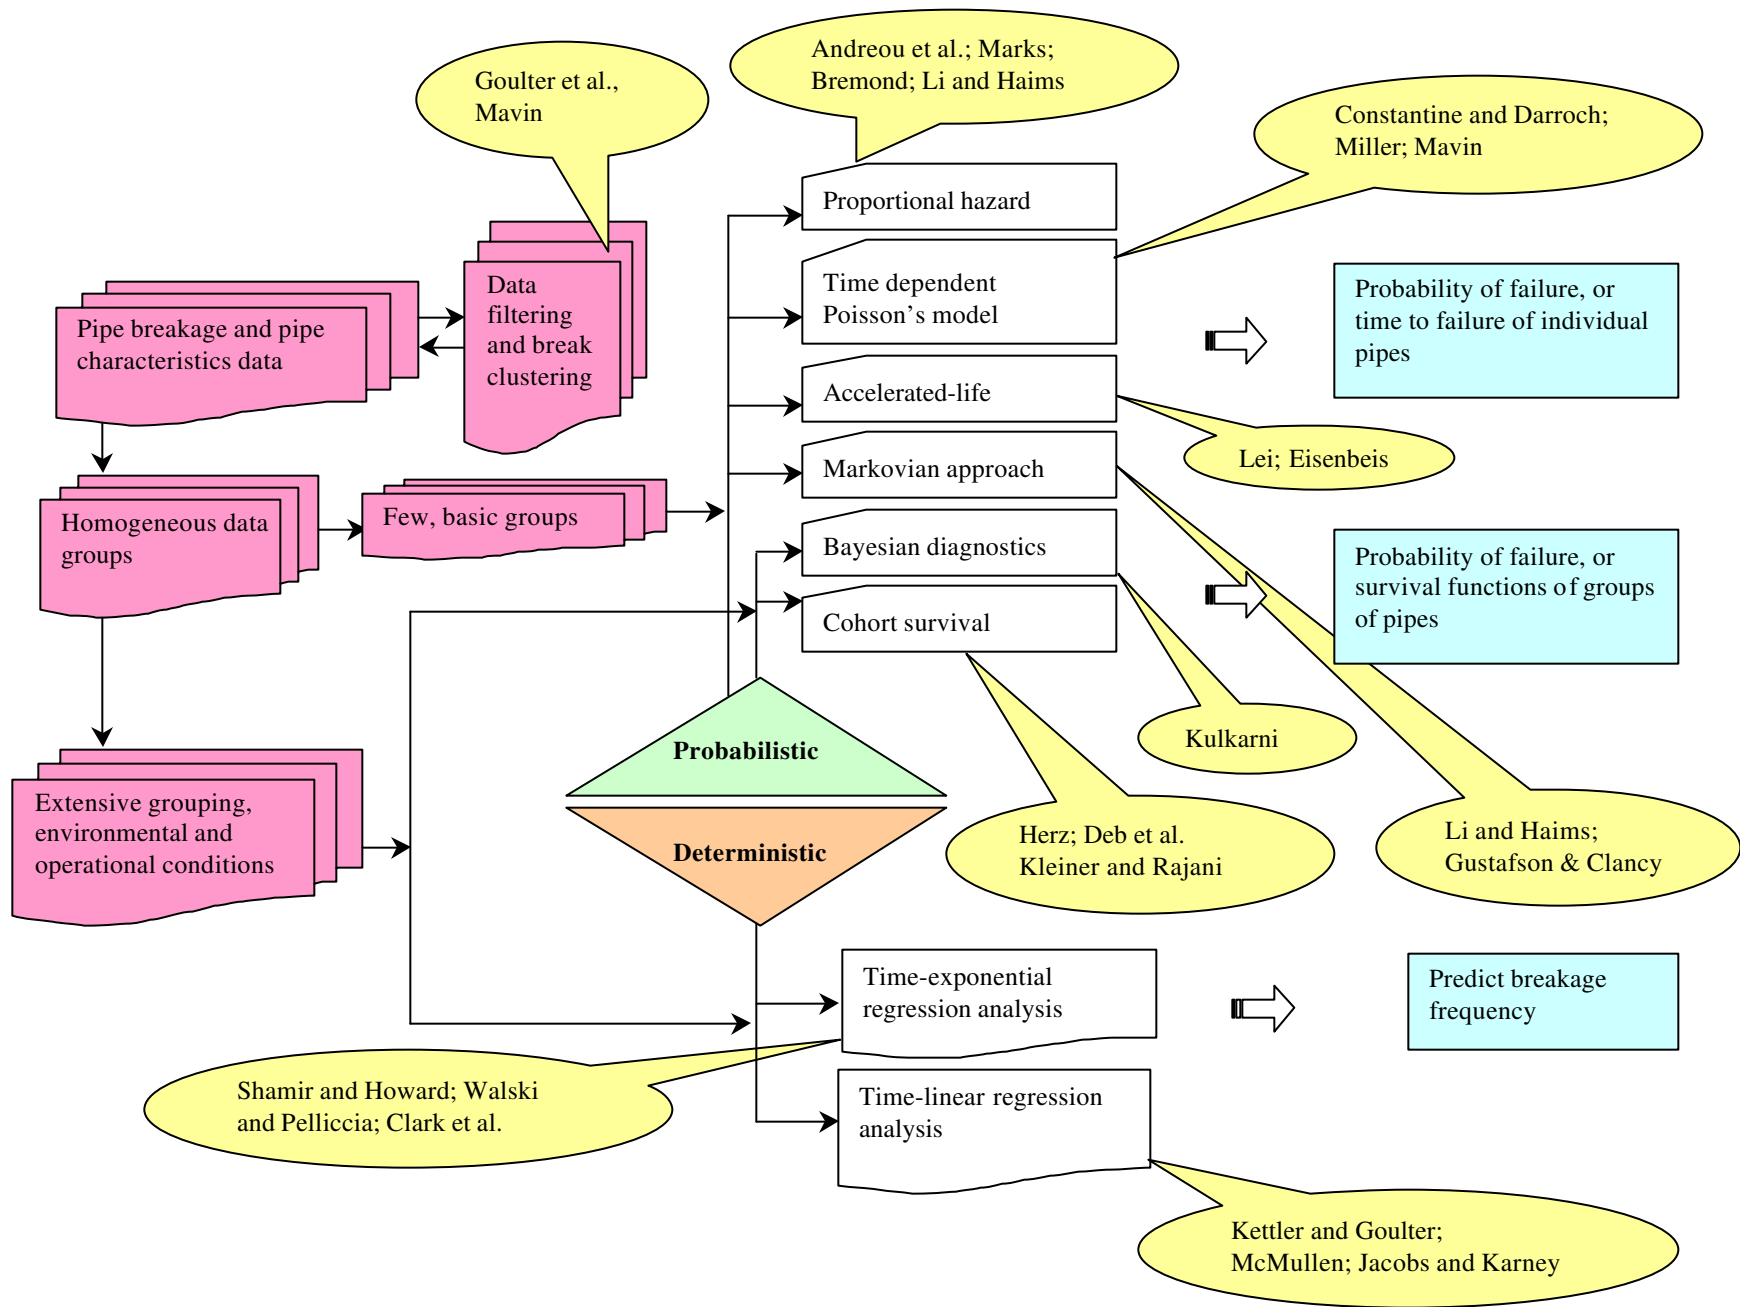 Goulter et al.,
Mavin
Andreou et al.; Marks;
Bremond; Li and Haims
Constantine and Darroch;
Miller; Mavin
Proportional hazard
Data
filtering
and break
clustering
Time dependent
Poisson's model
Probability of failure, or
time to failure of individual
pipes
Pipe breakage and pipe
characteristics data
Accelerated-life
Lei; Eisenbeis
Markovian approach
Homogeneous data
groups
Few, basic groups
Bayesian diagnostics
Probability of failure, or
survival functions of groups
of pipes
Cohort survival
Probabilistic
Kulkarni
Extensive grouping,
environmental and
operational conditions
Deterministic
Herz; Deb et al.
Kleiner and Rajani
Li and Haims;
Gustafson & Clancy
Time-exponential
regression analysis
Predict breakage
frequency
Shamir and Howard; Walski
and Pelliccia; Clark et al.
Time-linear regression
analysis
Kettler and Goulter;
McMullen; Jacobs and Karney